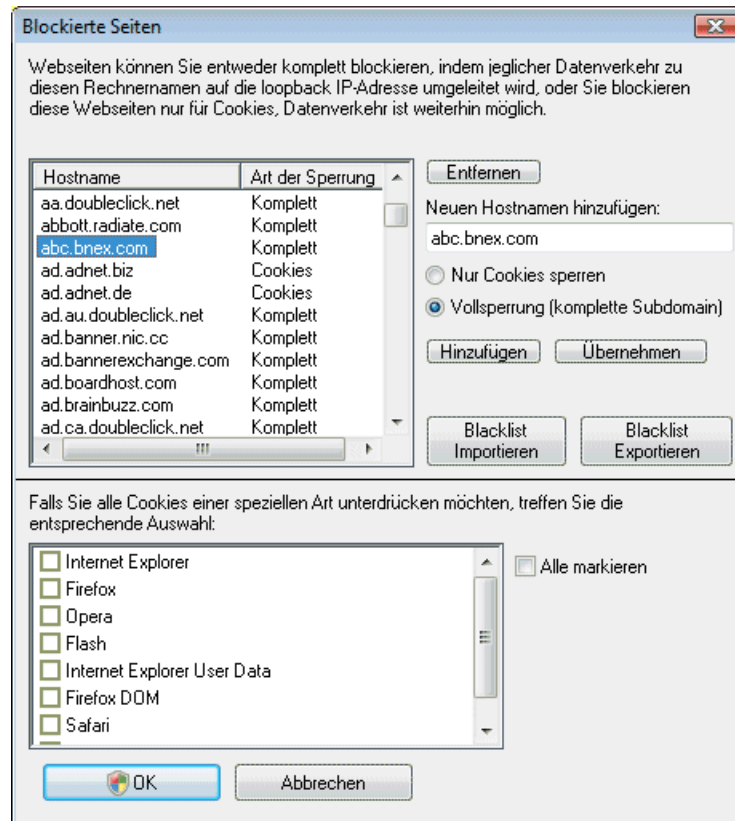 Blockierte Seiten
Webseiten können Sie entweder komplett blockieren, indem jeglicher Datenverkehr zu
diesen Rechnernamen auf die loopback IP-Adresse umgeleitet wird, oder Sie blockieren
diese Webseiten nur für Cookies, Datenverkehr ist weiterhin möglich.
Hostname Art der Sperrung
aa.doubleclick.net Komplett
abbott.radiate.com Komplett
abc.bnex.com Komplett
ad.adnet.biz Cookies
ad.adnet.de Cookies
ad.au.doubleclick.net Komplett
ad.banner.nic.cc Komplett
ad.bannerexchange.com Komplett
ad.boardhost.com Komplett
ad.brainbuzz.com Komplett
ad.ca.doubleclick.net Komplett
Entfernen
Neuen Hostnamen hinzufügen:
abc.bnex.com
Nur Cookies sperren
Vollsperrung (komplette Subdomain)
Hinzufügen Übernehmen
Blacklist
Importieren
Blacklist
Exportieren
Falls Sie alle Cookies einer speziellen Art unterdrücken möchten, treffen Sie die
entsprechende Auswahl:
Internet Explorer
Firefox
Opera
Flash
Internet Explorer User Data
Firefox DOM
Safari
Alle markieren
OK Abbrechen